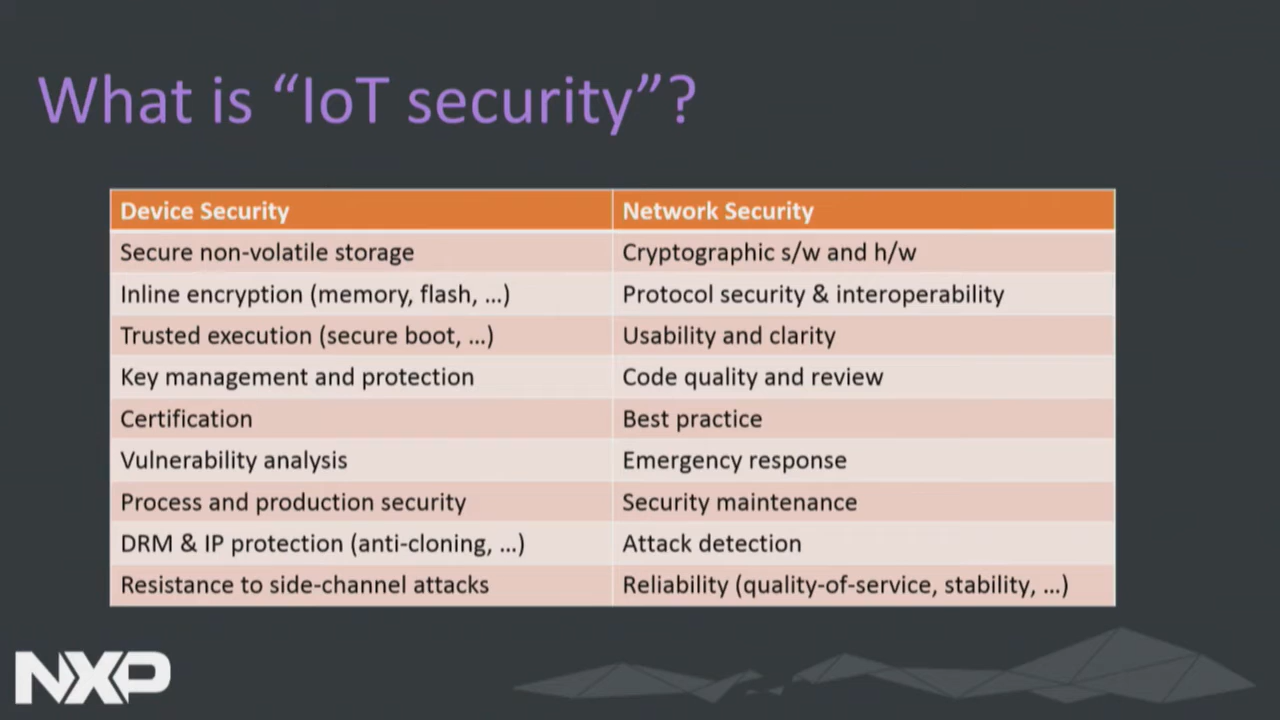 What is “IoT security”?
Device Security Network Security
Secure non-volatile storage Cryptographic s/w and h/w
Inline encryption (memory, flash, ...) Protocol security & interoperability
Trusted execution (secure boot, ...) Usability and clarity
Key management and protection Code quality and review
Certification Best practice
Vulnerability analysis Emergency response
Process and production security Security maintenance
DRM & IP protection (anti-cloning, ...) Attack detection
Resistance to side-channel attacks Reliability (quality-of-service, stability, ...)
NXP